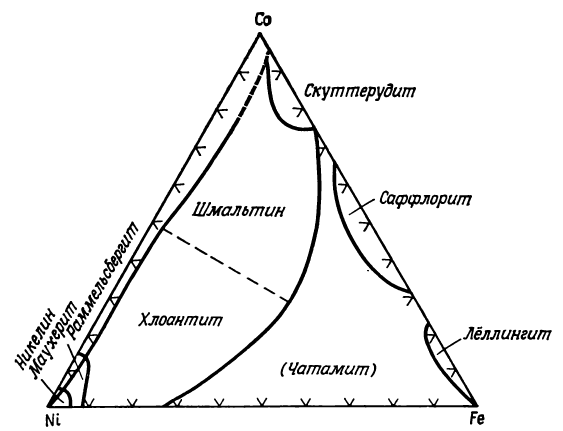 Co
Скуттерудит
Шмальтин
Саффлорит
Никелин
Маухерит
Раммельсбергит
Хлоантит
Лёллингит
(Чатамит)
Ni
Fe